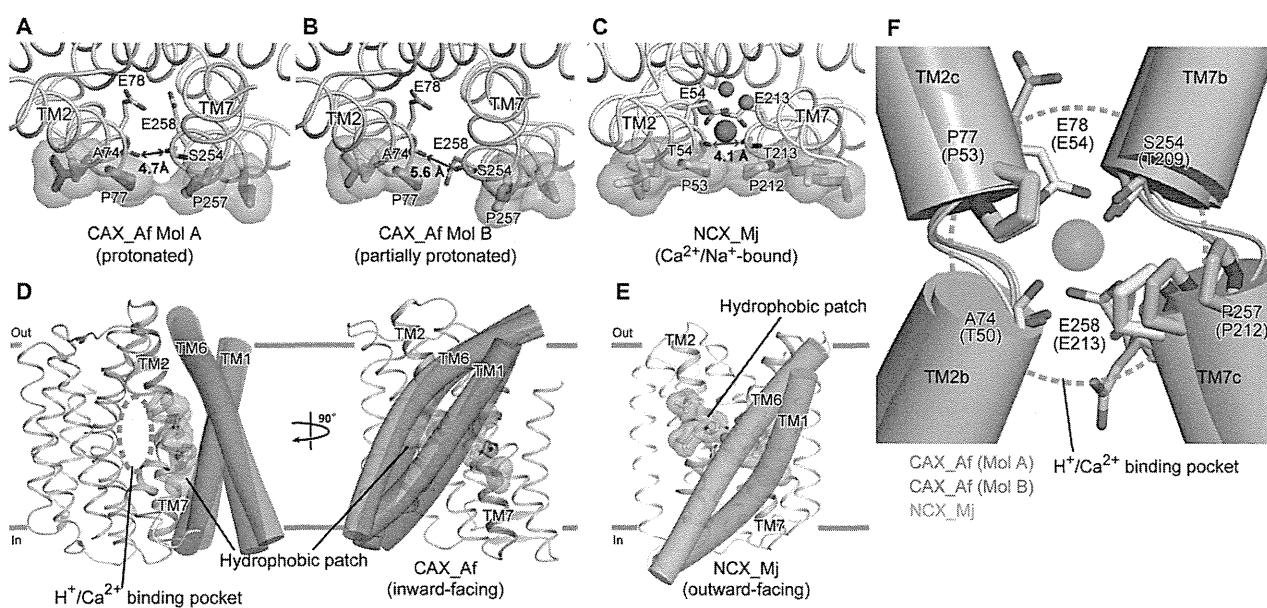 A
E78
TM2
TM7
E258
A74
4.7Å
S254
P77
P257
CAX_Af Mol A
(protonated)
B
E78
TM2
TM7
E258
A74
5.6 Å
S254
P77
P257
CAX_Af Mol B
(partially protonated)
C
E54
E213
TM2
TM7
T54
4.1 Å
T213
P53
P212
NCX_Mj
(Ca²⁺/Na⁺-bound)
F
TM2c
TM7b
E78
(E54)
P77
(P53)
S254
(T209)
A74
(T50)
E258
(E213)
P257
(P212)
TM2b
TM7c
H⁺/Ca²⁺ binding pocket
CAX_Af (Mol A)
CAX_Af (Mol B)
NCX_Mj
D
Out
TM2
TM6
TM1
TM7
In
90°
TM2
TM6
TM1
TM7
Hydrophobic patch
H⁺/Ca²⁺ binding pocket
CAX_Af
(inward-facing)
E
Hydrophobic patch
Out
TM2
TM6
TM1
TM7
In
NCX_Mj
(outward-facing)